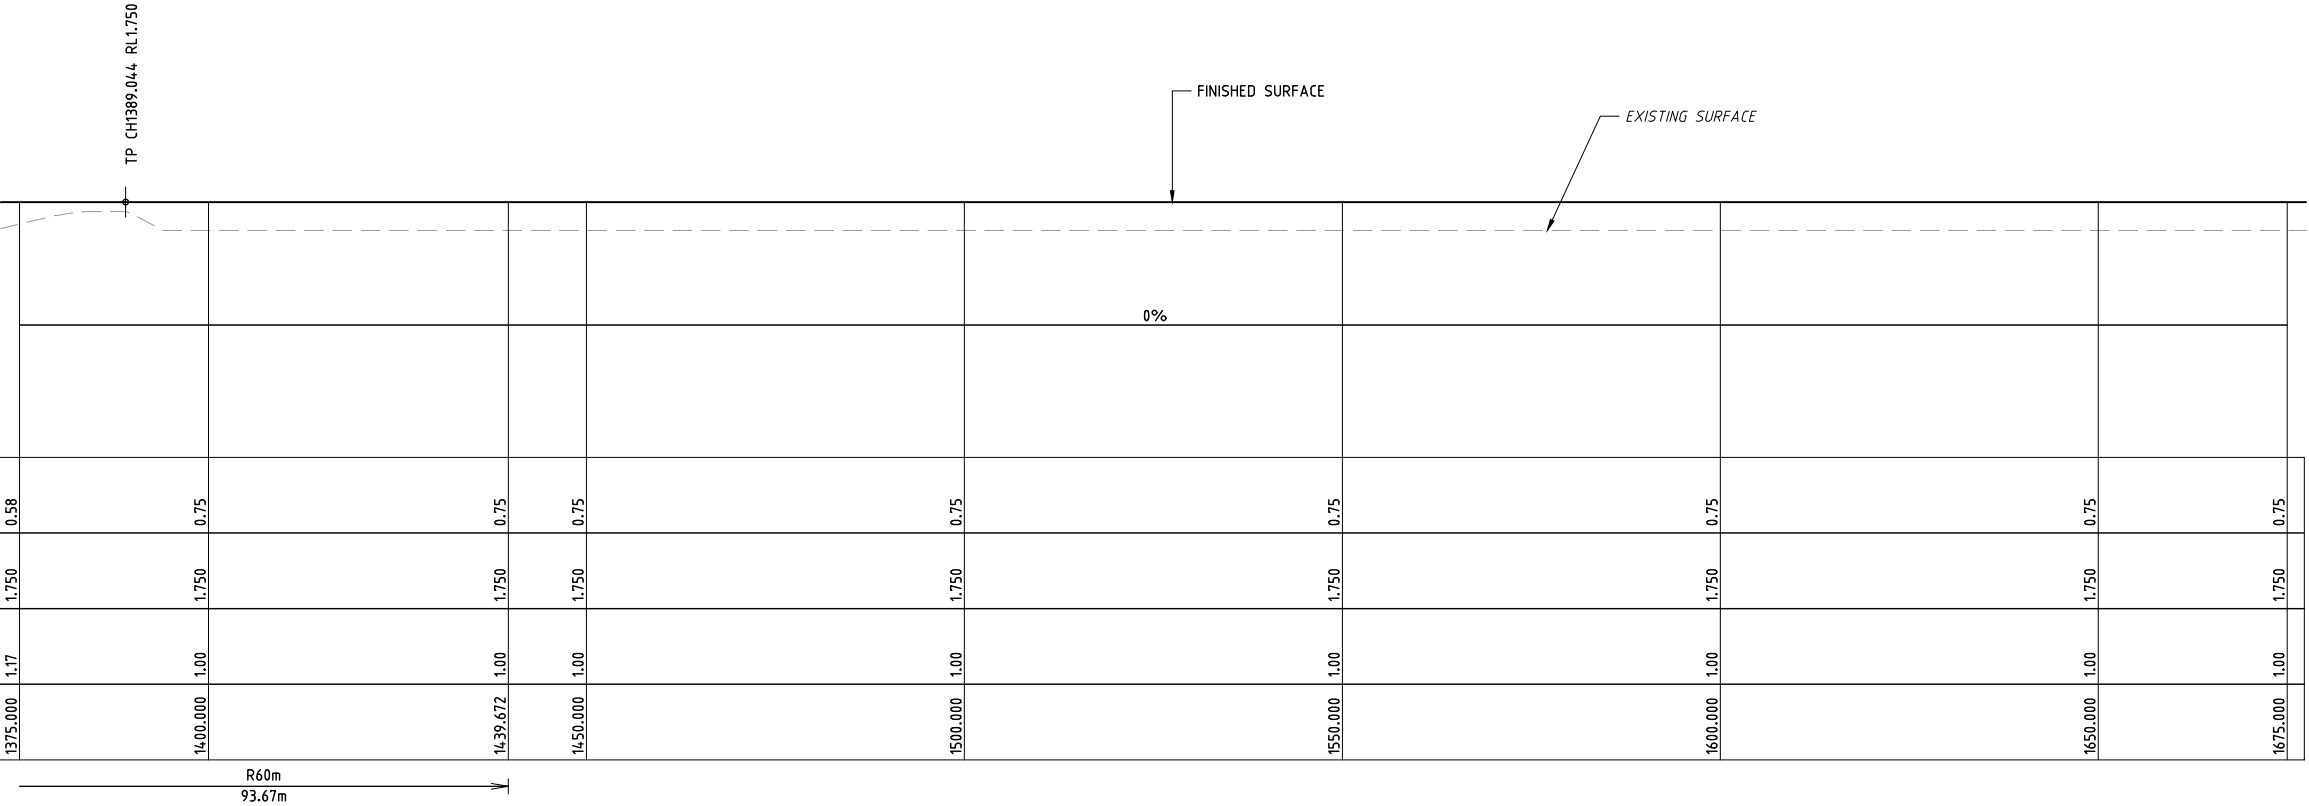 TP CH1389.044 RL1.750
FINISHED SURFACE
EXISTING SURFACE
0%
0.58 0.75 0.75 0.75 0.75 0.75 0.75 0.75 0.75
1.750 1.750 1.750 1.750 1.750 1.750 1.750 1.750 1.750
1.17 1.00 1.00 1.00 1.00 1.00 1.00 1.00 1.00
1375.000 1400.000 1439.672 1450.000 1500.000 1550.000 1600.000 1650.000 1675.000
R60m
93.67m